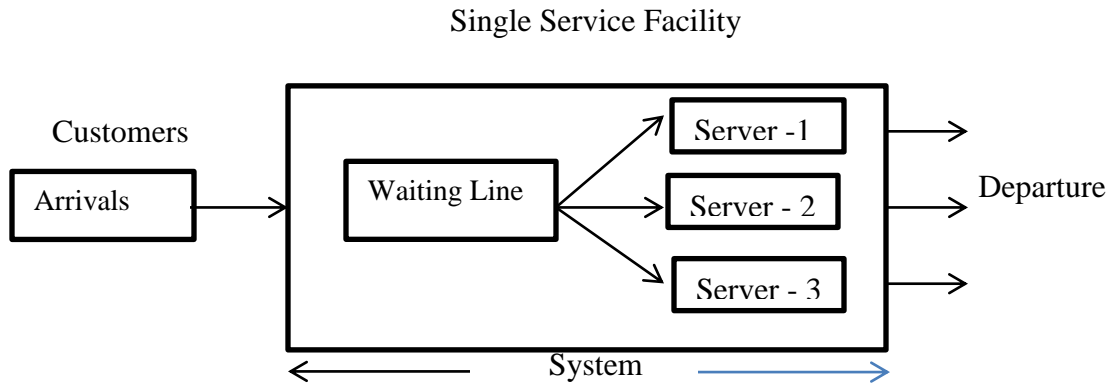 Single Service Facility
Customers
Arrivals
Waiting Line
Server -1
Server - 2
Server - 3
Departure
System